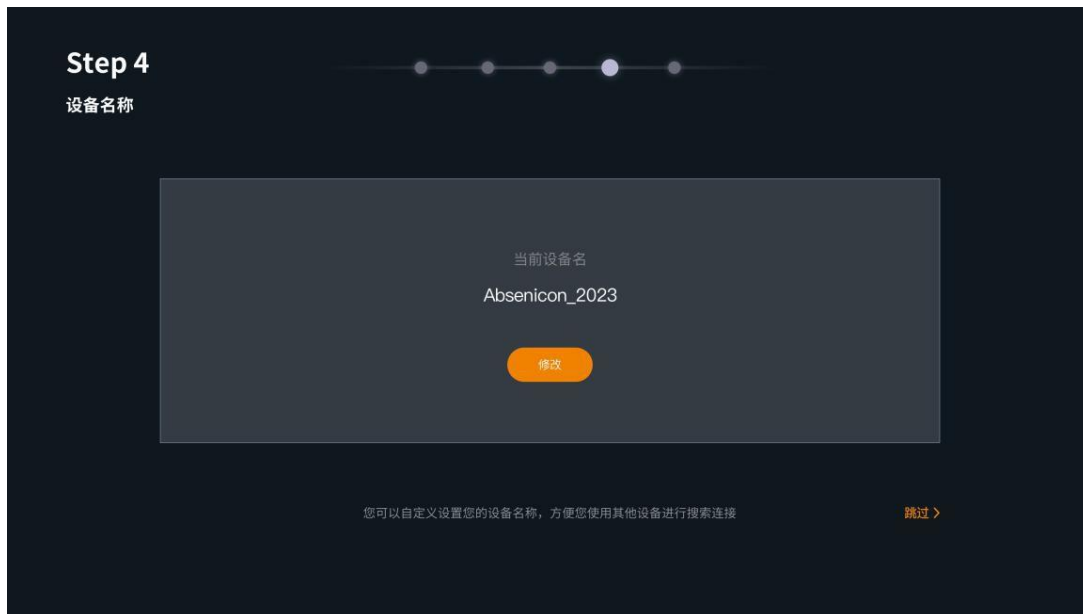 Step 4
设备名称
当前设备名
Absenicon_2023
修改
您可以自定义设置您的设备名称，方便您使用其他设备进行搜索连接
跳过 >